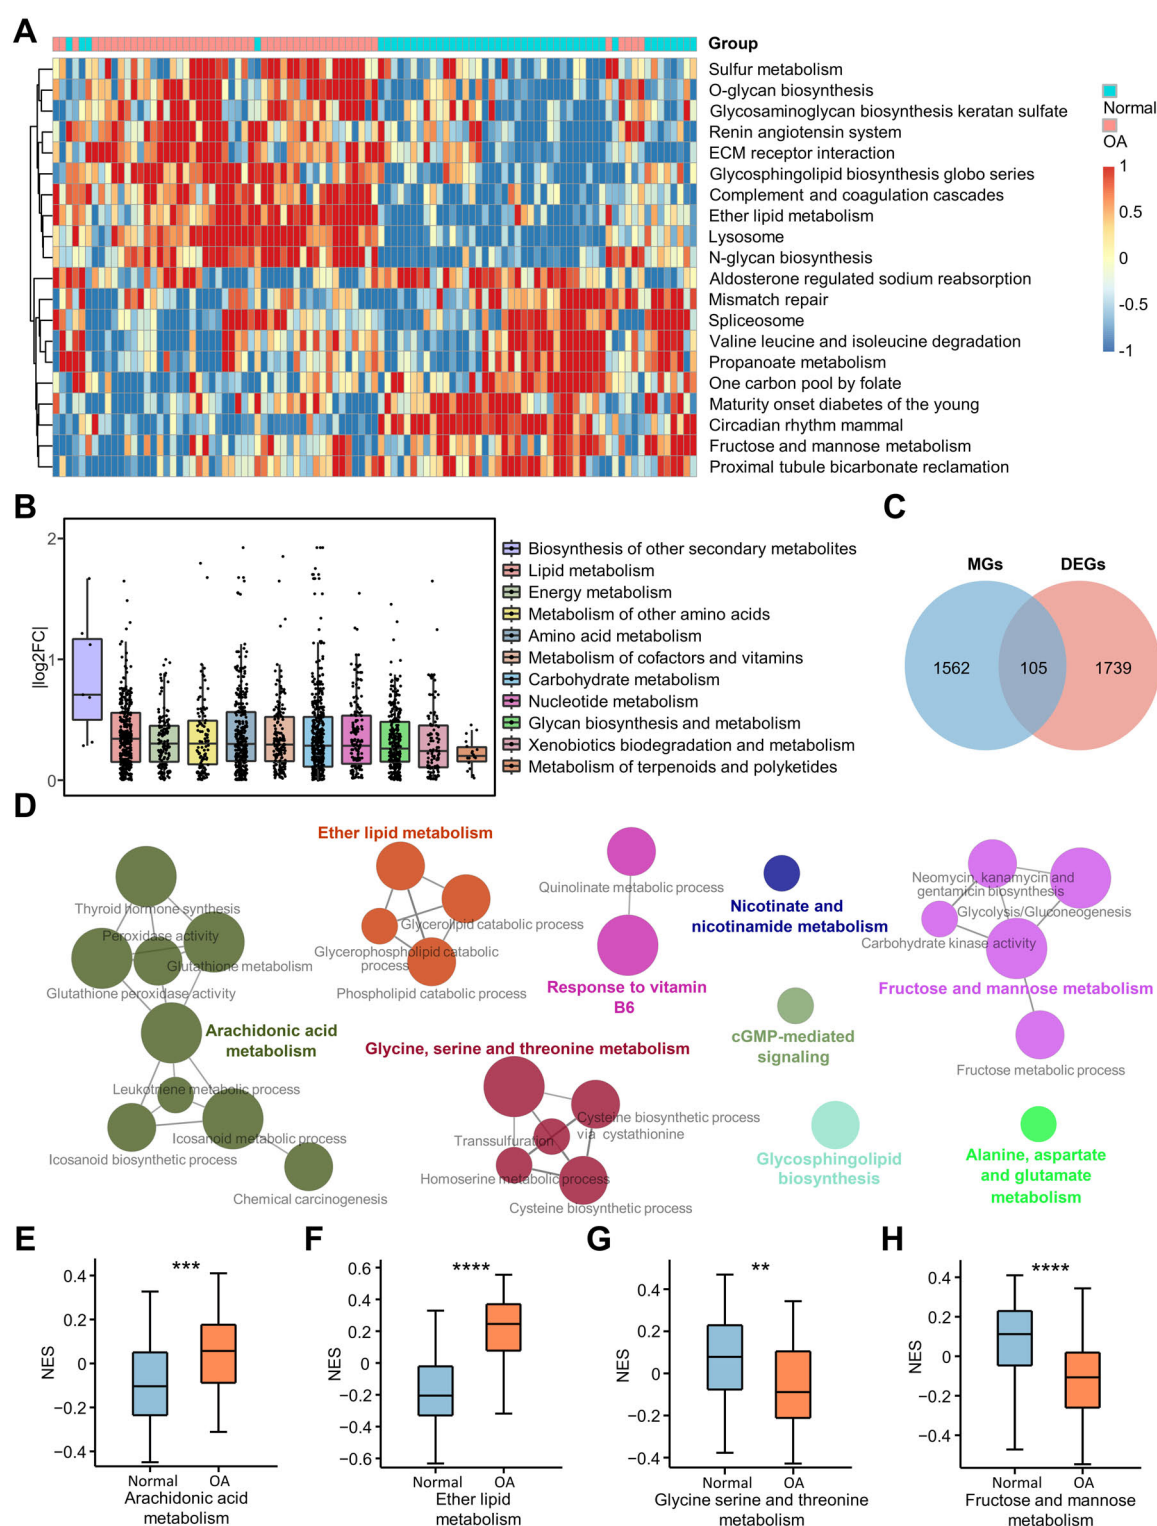 A
Group
Sulfur metabolism
O-glycan biosynthesis
Glycosaminoglycan biosynthesis keratan sulfate
Renin angiotensin system
ECM receptor interaction
Glycosphingolipid biosynthesis globo series
Complement and coagulation cascades
Ether lipid metabolism
Lysosome
N-glycan biosynthesis
Aldosterone regulated sodium reabsorption
Mismatch repair
Spliceosome
Valine leucine and isoleucine degradation
Propanoate metabolism
One carbon pool by folate
Maturity onset diabetes of the young
Circadian rhythm mammal
Fructose and mannose metabolism
Proximal tubule bicarbonate reclamation
Normal
OA
1
0.5
0
-0.5
-1
B
2
1
0
|log2FC|
Biosynthesis of other secondary metabolites
Lipid metabolism
Energy metabolism
Metabolism of other amino acids
Amino acid metabolism
Metabolism of cofactors and vitamins
Carbohydrate metabolism
Nucleotide metabolism
Glycan biosynthesis and metabolism
Xenobiotics biodegradation and metabolism
Metabolism of terpenoids and polyketides
C
MGs DEGs
1562 105 1739
D
Thyroid hormone synthesis
Peroxidase activity
Glutathione metabolism
Glutathione peroxidase activity
Arachidonic acid
metabolism
Leukotriene metabolic process
Icosanoid metabolic process
Icosanoid biosynthetic process
Chemical carcinogenesis
Ether lipid metabolism
Glycerolipid catabolic process
Glycerophospholipid catabolic
process
Phospholipid catabolic process
Glycine, serine and threonine metabolism
Cysteine biosynthetic process
via cystathionine
Transsulfuration
Homoserine metabolic process
Cysteine biosynthetic process
Quinolinate metabolic process
Response to vitamin
B6
Nicotinate and
nicotinamide metabolism
cGMP-mediated
signaling
Glycosphingolipid
biosynthesis
Neomycin, kanamycin and
gentamicin biosynthesis
Glycolysis/Gluconeogenesis
Carbohydrate kinase activity
Fructose and mannose metabolism
Fructose metabolic process
Alanine, aspartate
and glutamate
metabolism
E
***
0.4
0.2
0
−0.2
−0.4
NES
Normal OA
Arachidonic acid
metabolism
F
****
0.6
0.4
0.2
0
−0.2
−0.4
−0.6
NES
Normal OA
Ether lipid
metabolism
G
**
0.4
0.2
0
−0.2
−0.4
NES
Normal OA
Glycine serine and threonine
metabolism
H
****
0.4
0.2
0
−0.2
−0.4
NES
Normal OA
Fructose and mannose
metabolism